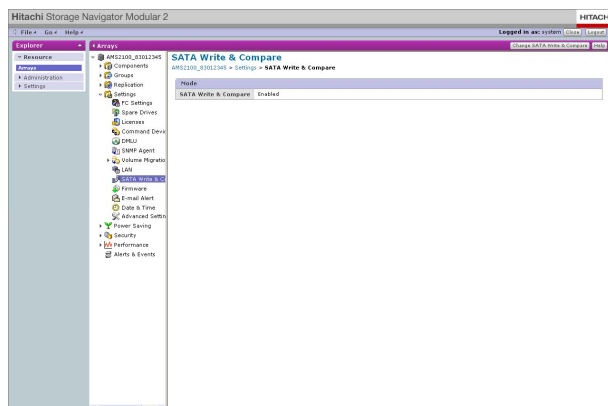 Hitachi Storage Navigator Modular 2
HITACHI
File Go Help
Logged in as: system Close Logout
Explorer
Arrays
Change SATA Write & Compare Help
Resource
Arrays
Administration
Settings
AMS2100_83012345
Components
Groups
Replication
Settings
FC Settings
Spare Drives
Licenses
Command Devic
DMLU
SNMP Agent
Volume Migratio
LAN
SATA Write & C
Firmware
E-mail Alert
Date & Time
Advanced Settin
Power Saving
Security
Performance
Alerts & Events
SATA Write & Compare
AMS2100_83012345 > Settings > SATA Write & Compare
Mode
SATA Write & Compare Enabled